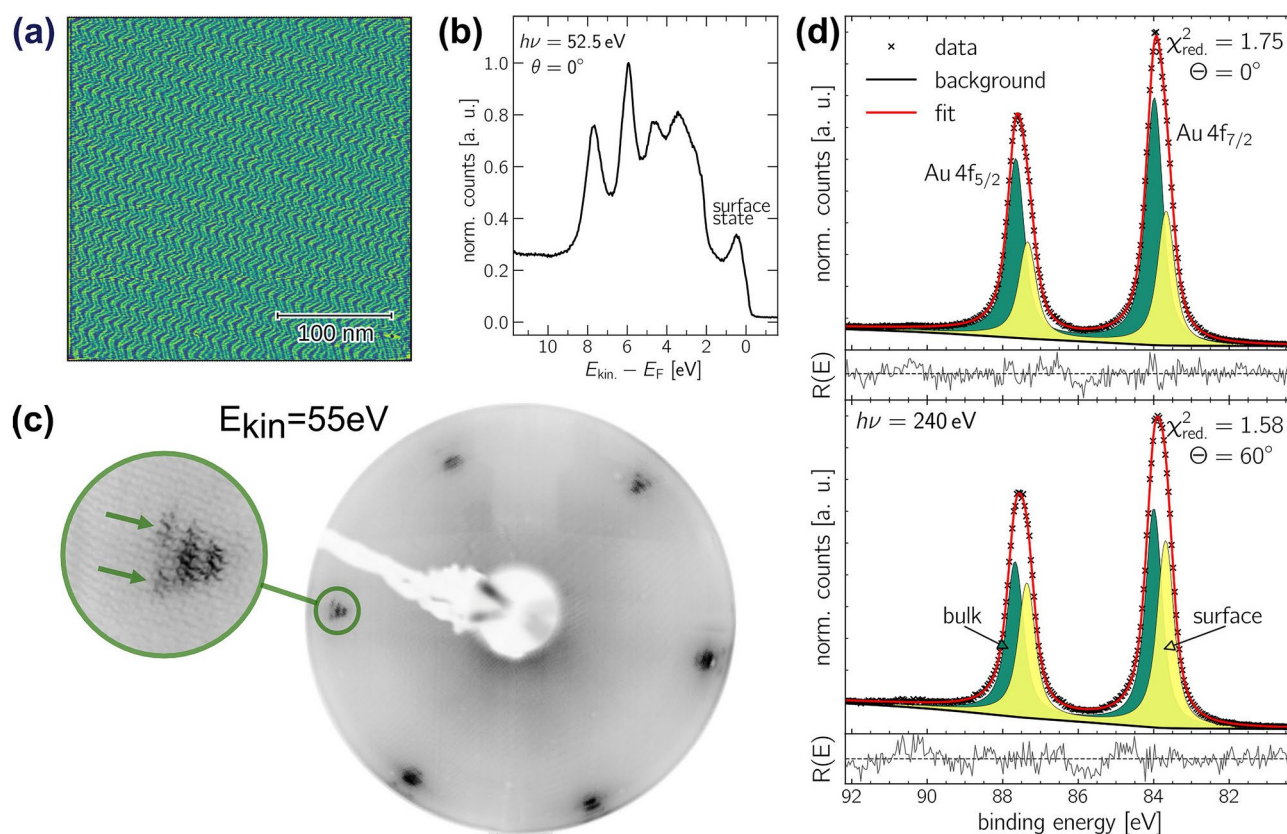 (a)
100 nm
(b)
hν = 52.5 eV
θ = 0°
surface
state
norm. counts [a. u.]
1.0
0.8
0.6
0.4
0.2
0.0
10 8 6 4 2 0
E_kin. − E_F [eV]
(c)
E_kin=55eV
(d)
data
background
fit
χ²_red. = 1.75
Θ = 0°
Au 4f_5/2
Au 4f_7/2
norm. counts [a. u.]
R(E)
hν = 240 eV
χ²_red. = 1.58
Θ = 60°
bulk
surface
norm. counts [a. u.]
R(E)
92 90 88 86 84 82
binding energy [eV]